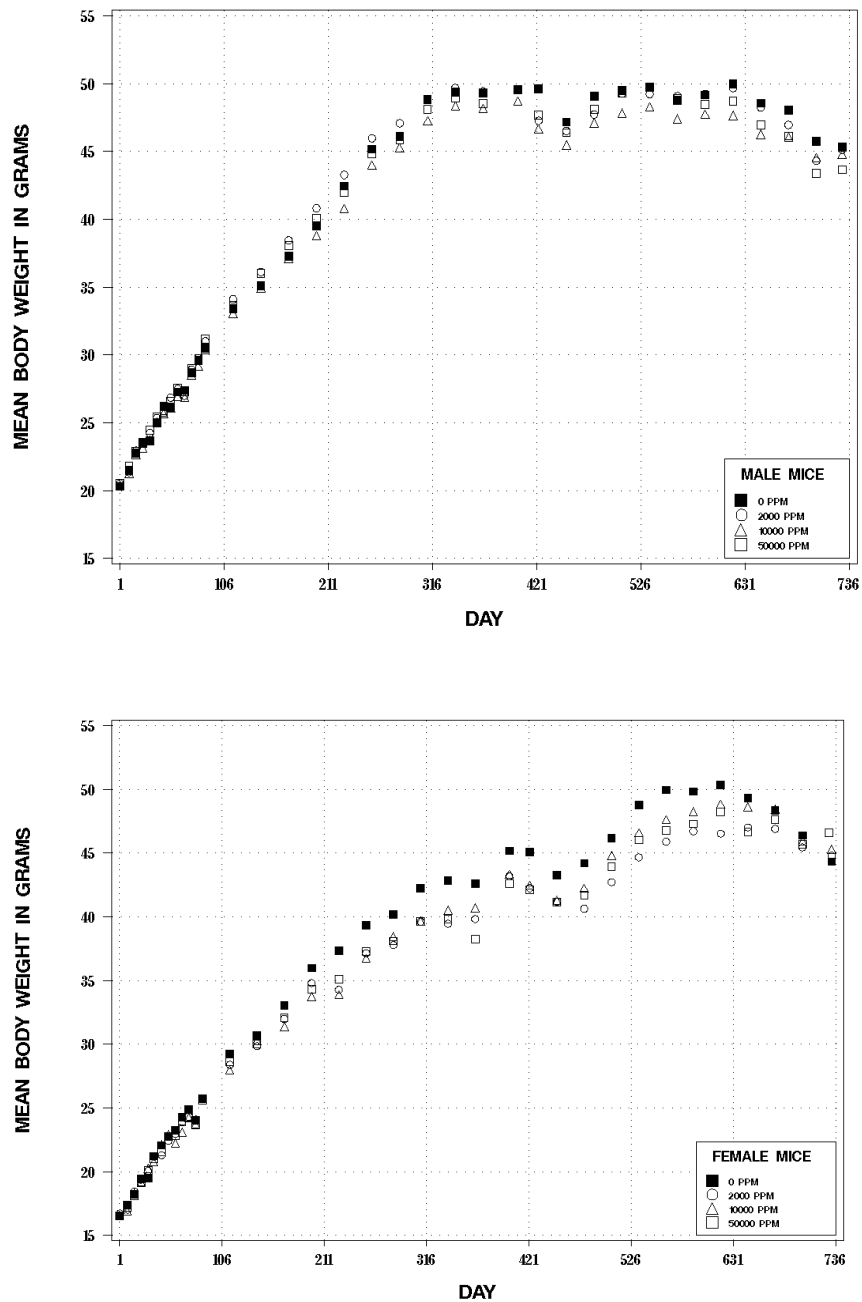 55
50
45
40
35
30
25
20
15
MEAN BODY WEIGHT IN GRAMS
MALE MICE
0 PPM
2000 PPM
10000 PPM
50000 PPM
1 106 211 316 421 526 631 736
DAY
55
50
45
40
35
30
25
20
15
MEAN BODY WEIGHT IN GRAMS
FEMALE MICE
0 PPM
2000 PPM
10000 PPM
50000 PPM
1 106 211 316 421 526 631 736
DAY